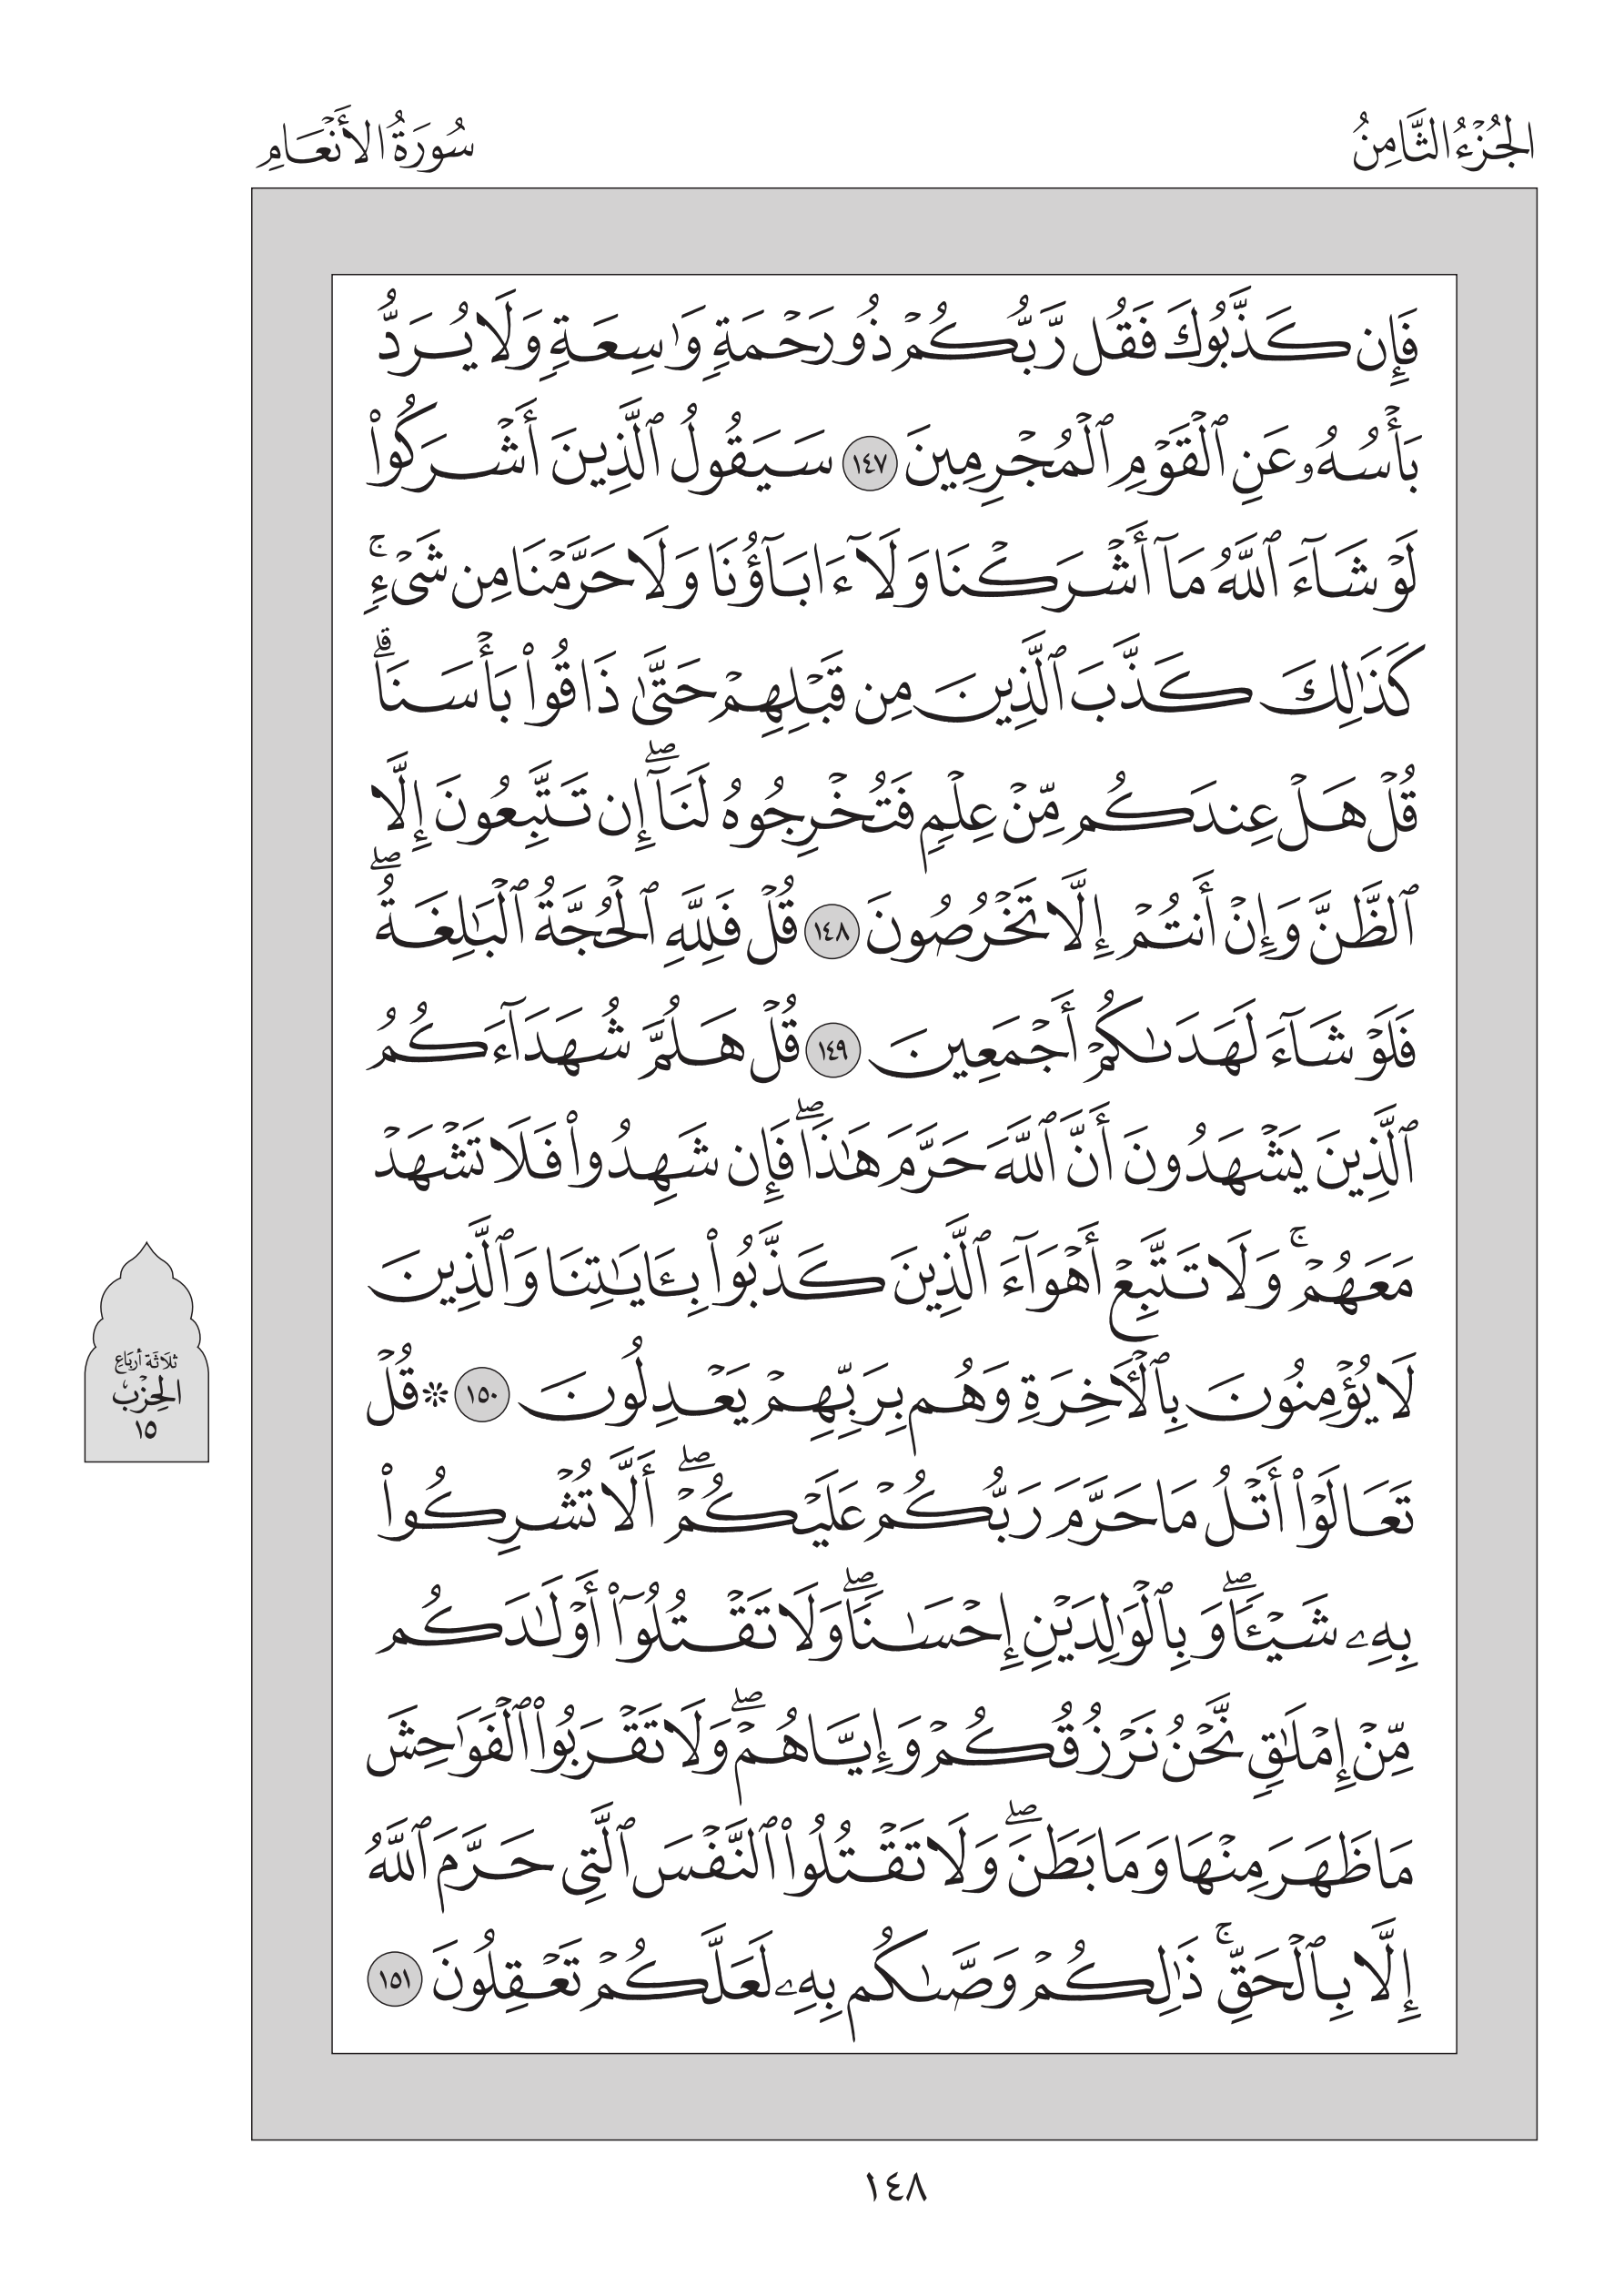 الجُزْءُ الثَّامِنُ
سُورَةُ الأَنْعَامِ
فَإِن كَذَّبُوكَ فَقُل رَّبُّكُمْ ذُو رَحْمَةٍ وَٰسِعَةٍ وَلَا يُرَدُّ
بَأْسُهُۥ عَنِ ٱلْقَوْمِ ٱلْمُجْرِمِينَ ١٤٧ سَيَقُولُ ٱلَّذِينَ أَشْرَكُوا۟
لَوْ شَآءَ ٱللَّهُ مَآ أَشْرَكْنَا وَلَآ ءَابَآؤُنَا وَلَا حَرَّمْنَا مِن شَىْءٍۚ
كَذَٰلِكَ كَذَّبَ ٱلَّذِينَ مِن قَبْلِهِمْ حَتَّىٰ ذَاقُوا۟ بَأْسَنَاۗ
قُلْ هَلْ عِندَكُم مِّنْ عِلْمٍ فَتُخْرِجُوهُ لَنَآۖ إِن تَتَّبِعُونَ إِلَّا
ٱلظَّنَّ وَإِنْ أَنتُمْ إِلَّا تَخْرُصُونَ ١٤٨ قُلْ فَلِلَّهِ ٱلْحُجَّةُ ٱلْبَٰلِغَةُۖ
فَلَوْ شَآءَ لَهَدَىٰكُمْ أَجْمَعِينَ ١٤٩ قُلْ هَلُمَّ شُهَدَآءَكُمُ
ٱلَّذِينَ يَشْهَدُونَ أَنَّ ٱللَّهَ حَرَّمَ هَٰذَاۖ فَإِن شَهِدُوا۟ فَلَا تَشْهَدْ
مَعَهُمْۚ وَلَا تَتَّبِعْ أَهْوَآءَ ٱلَّذِينَ كَذَّبُوا۟ بِـَٔايَٰتِنَا وَٱلَّذِينَ
لَا يُؤْمِنُونَ بِٱلْـَٔاخِرَةِ وَهُم بِرَبِّهِمْ يَعْدِلُونَ ١٥٠ ۞ قُلْ
تَعَالَوْا۟ أَتْلُ مَا حَرَّمَ رَبُّكُمْ عَلَيْكُمْۖ أَلَّا تُشْرِكُوا۟
بِهِۦ شَيْـًٔاۖ وَبِٱلْوَٰلِدَيْنِ إِحْسَٰنًاۖ وَلَا تَقْتُلُوٓا۟ أَوْلَٰدَكُم
مِّنْ إِمْلَٰقٍ نَّحْنُ نَرْزُقُكُمْ وَإِيَّاهُمْۖ وَلَا تَقْرَبُوا۟ ٱلْفَوَٰحِشَ
مَا ظَهَرَ مِنْهَا وَمَا بَطَنَۖ وَلَا تَقْتُلُوا۟ ٱلنَّفْسَ ٱلَّتِى حَرَّمَ ٱللَّهُ
إِلَّا بِٱلْحَقِّۚ ذَٰلِكُمْ وَصَّىٰكُم بِهِۦ لَعَلَّكُمْ تَعْقِلُونَ ١٥١
ثَلَاثَة أَربَاع
الحِزْب
١٥
١٤٨